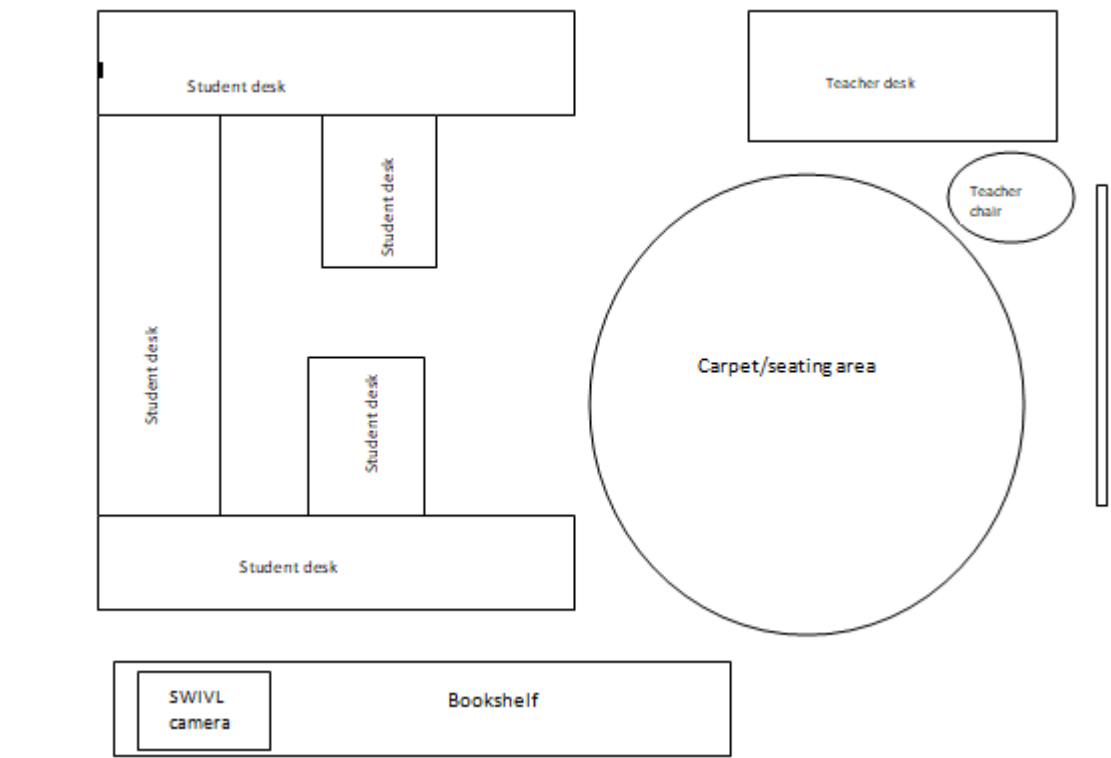 Student desk
Teacher desk
Student desk
Teacher
chair
Student desk
Carpet/seating area
Student desk
Student desk
SWIVL
camera
Bookshelf